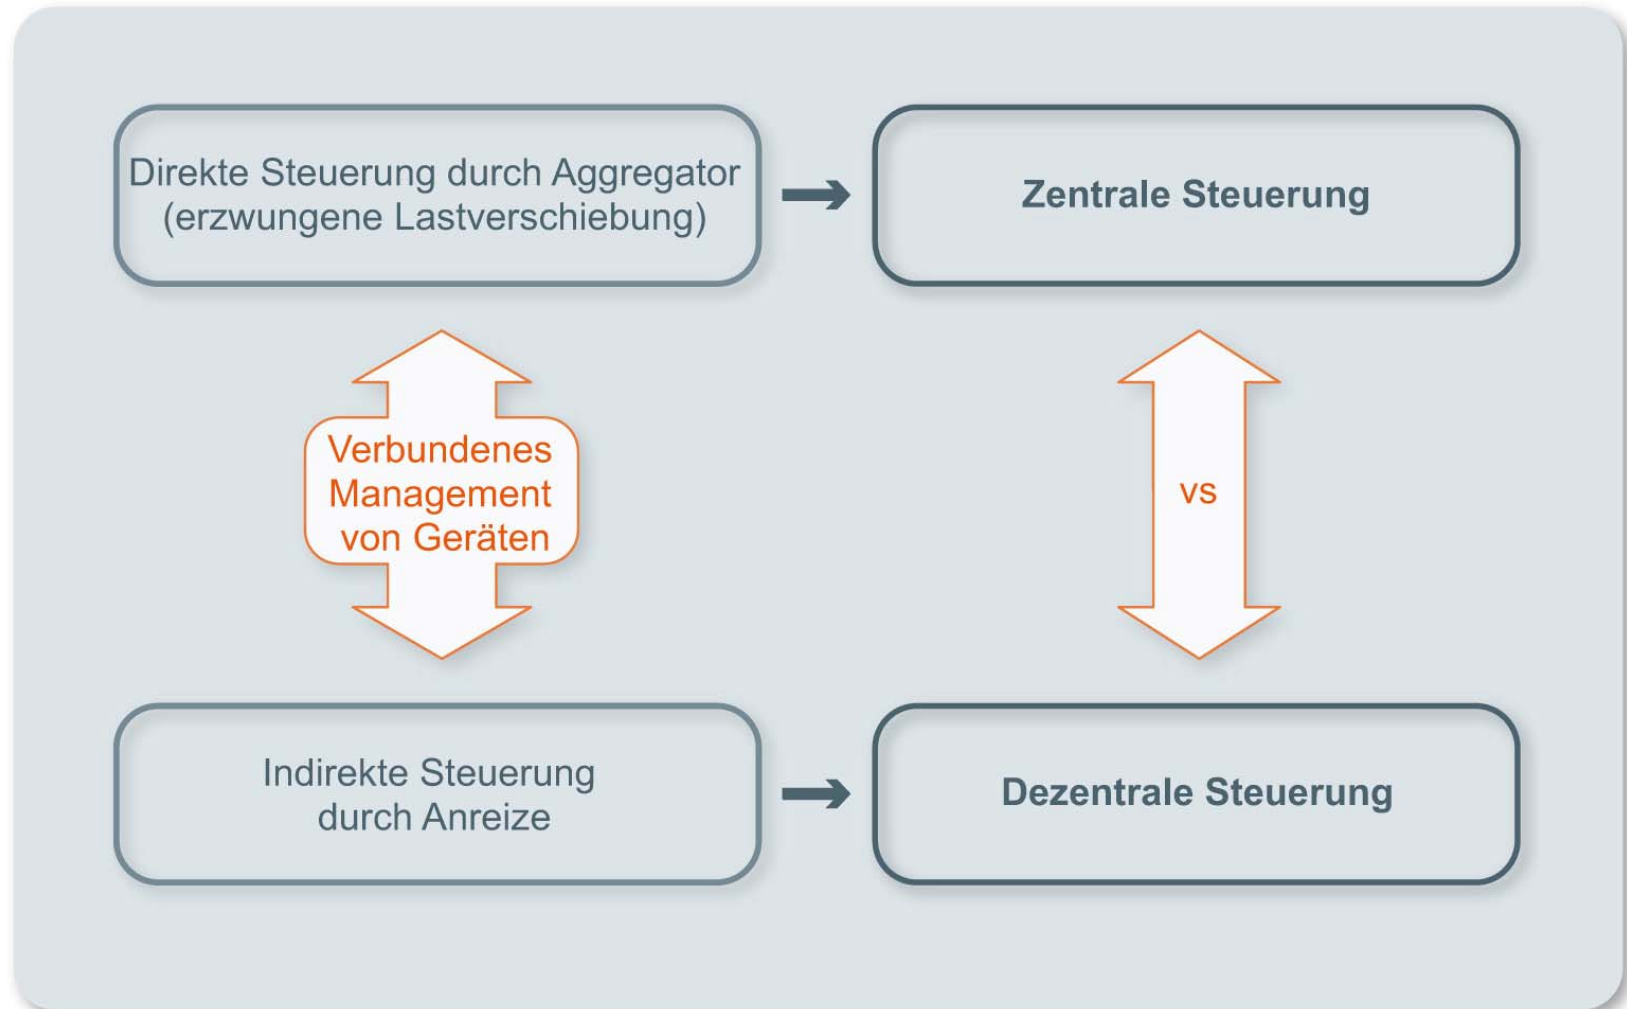 Direkte Steuerung durch Aggregator
(erzwungene Lastverschiebung)
Zentrale Steuerung
Verbundenes
Management
von Geräten
vs
Indirekte Steuerung
durch Anreize
Dezentrale Steuerung